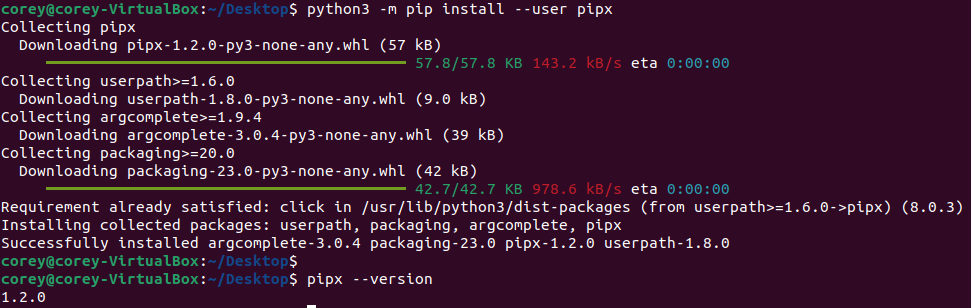 corey@corey-VirtualBox:~/Desktop$ python3 -m pip install --user pipx
Collecting pipx
  Downloading pipx-1.2.0-py3-none-any.whl (57 kB)
     ━━━━━━━━━━━━━━━━━━━━━━━━━━━━━━━━━━━━━━━━ 57.8/57.8 KB 143.2 kB/s eta 0:00:00
Collecting userpath>=1.6.0
  Downloading userpath-1.8.0-py3-none-any.whl (9.0 kB)
Collecting argcomplete>=1.9.4
  Downloading argcomplete-3.0.4-py3-none-any.whl (39 kB)
Collecting packaging>=20.0
  Downloading packaging-23.0-py3-none-any.whl (42 kB)
     ━━━━━━━━━━━━━━━━━━━━━━━━━━━━━━━━━━━━━━━━ 42.7/42.7 KB 978.6 kB/s eta 0:00:00
Requirement already satisfied: click in /usr/lib/python3/dist-packages (from userpath>=1.6.0->pipx) (8.0.3)
Installing collected packages: userpath, packaging, argcomplete, pipx
Successfully installed argcomplete-3.0.4 packaging-23.0 pipx-1.2.0 userpath-1.8.0
corey@corey-VirtualBox:~/Desktop$
corey@corey-VirtualBox:~/Desktop$ pipx --version
1.2.0